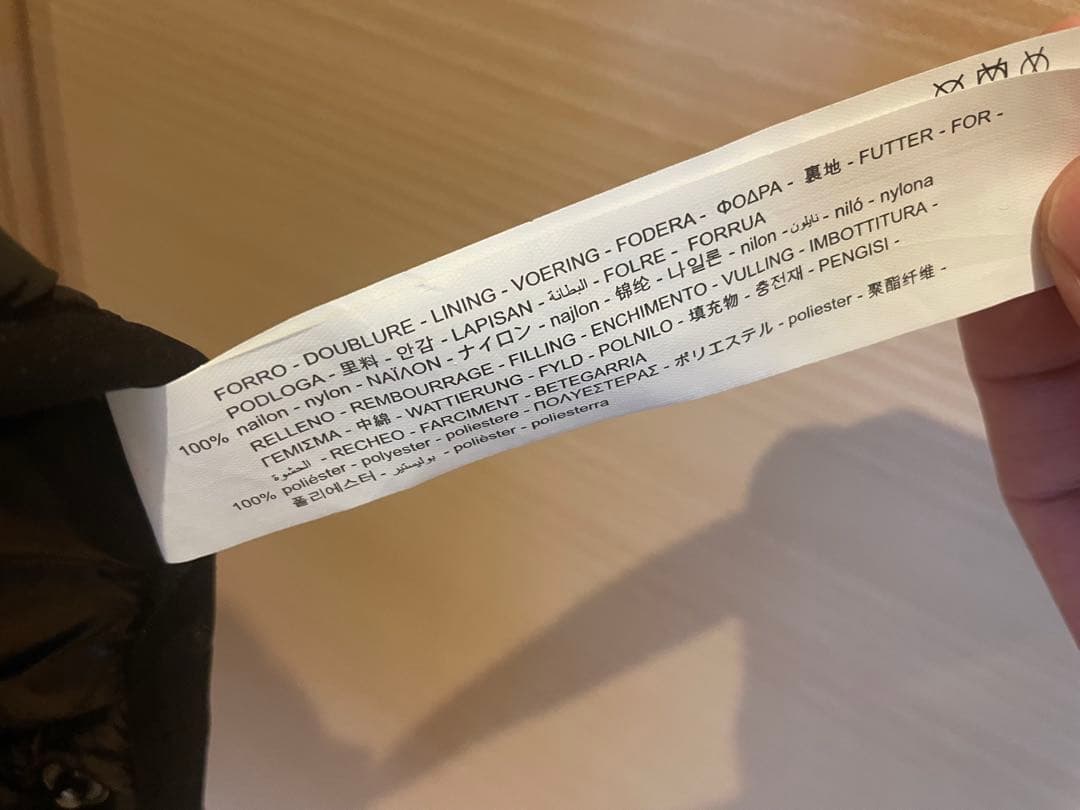 FORRO - DOUBLURE - LINING - VOERING - FODERA - ΦΟΔΡΑ - 裏地 - FUTTER - FOR -
PODLOGA - 里料 - 안감 - LAPISAN - البطانة - FOLRE - FORRUA
100% nailon - nylon - ΝΑΪΛΟΝ - ナイロン - najlon - 锦纶 - 나일론 - nilon - نايلون - niló - nylona
RELLENO - REMBOURRAGE - FILLING - ENCHIMENTO - VULLING - IMBOTTITURA -
ΓΕΜΙΣΜΑ - 中綿 - WATTIERUNG - FYLD - POLNILO - 填充物 - 충전재 - PENGISI -
الحشوة - RECHEO - FARCIMENT - BETEGARRIA
100% poliéster - polyester - poliestere - ΠΟΛΥΕΣΤΕΡΑΣ - ポリエステル - poliester - 聚酯纤维 -
폴리에스터 - بوليستير - polièster - poliesterra